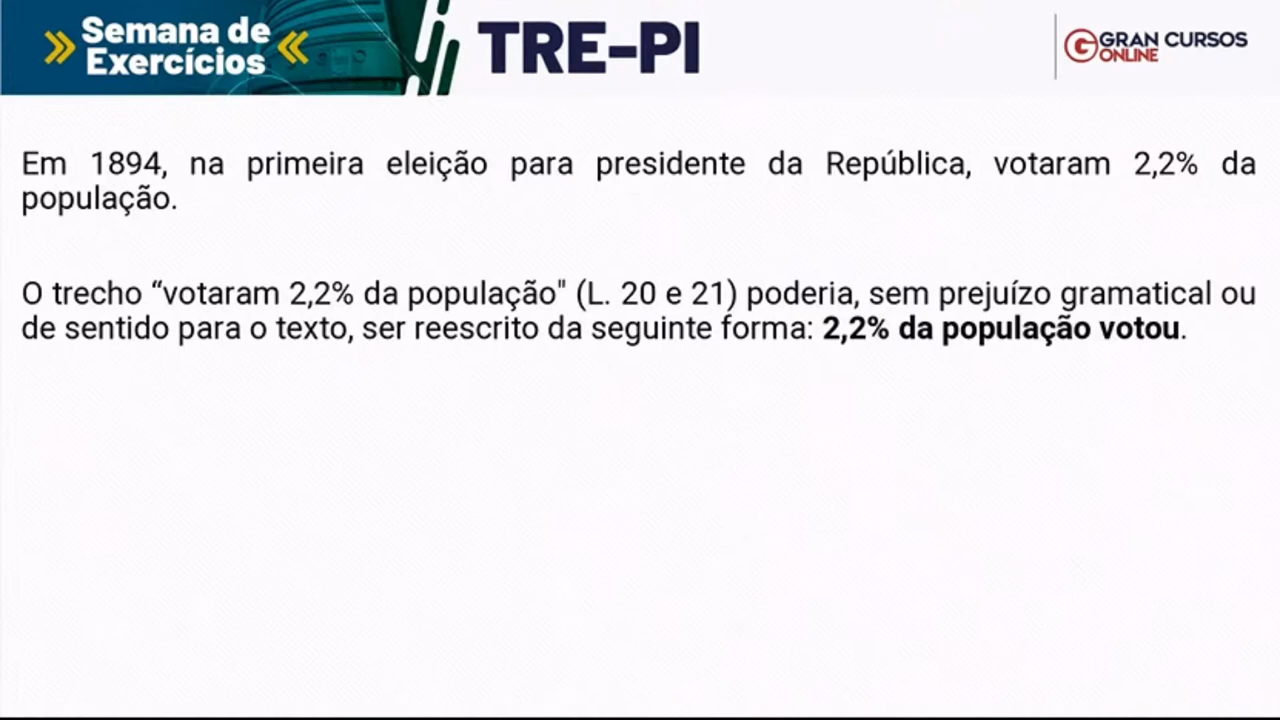 Semana de
Exercícios
TRE-PI
GRAN CURSOS
ONLINE
Em 1894, na primeira eleição para presidente da República, votaram 2,2% da
população.
O trecho “votaram 2,2% da população" (L. 20 e 21) poderia, sem prejuízo gramatical ou
de sentido para o texto, ser reescrito da seguinte forma: 2,2% da população votou.